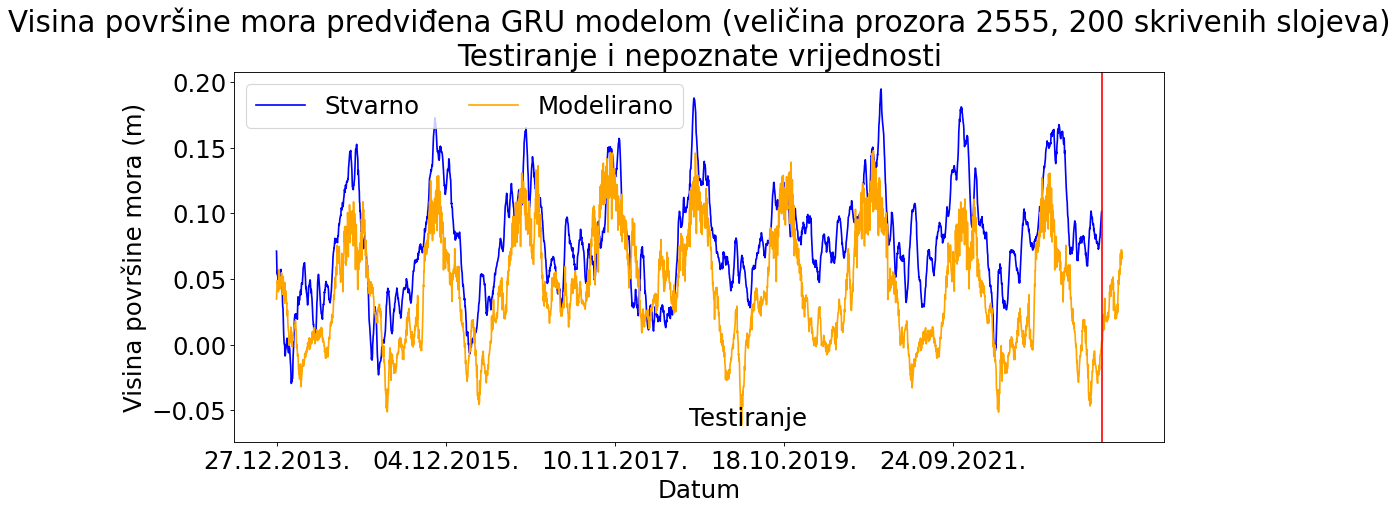 Visina površine mora predviđena GRU modelom (veličina prozora 2555, 200 skrivenih slojeva)
Testiranje i nepoznate vrijednosti
Stvarno
Modelirano
Visina površine mora (m)
0.20
0.15
0.10
0.05
0.00
−0.05
Testiranje
27.12.2013.
04.12.2015.
10.11.2017.
18.10.2019.
24.09.2021.
Datum